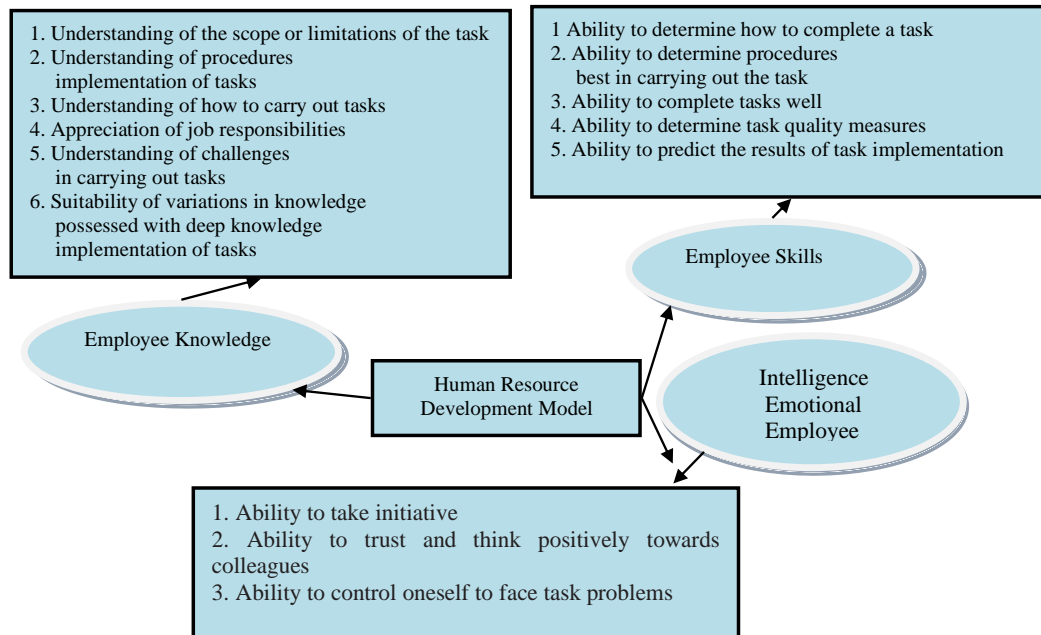 1. Understanding of the scope or limitations of the task
2. Understanding of procedures
implementation of tasks
3. Understanding of how to carry out tasks
4. Appreciation of job responsibilities
5. Understanding of challenges
in carrying out tasks
6. Suitability of variations in knowledge
possessed with deep knowledge
implementation of tasks
1 Ability to determine how to complete a task
2. Ability to determine procedures
best in carrying out the task
3. Ability to complete tasks well
4. Ability to determine task quality measures
5. Ability to predict the results of task implementation
Employee Skills
Employee Knowledge
Human Resource
Development Model
Intelligence
Emotional
Employee
1. Ability to take initiative
2. Ability to trust and think positively towards
colleagues
3. Ability to control oneself to face task problems